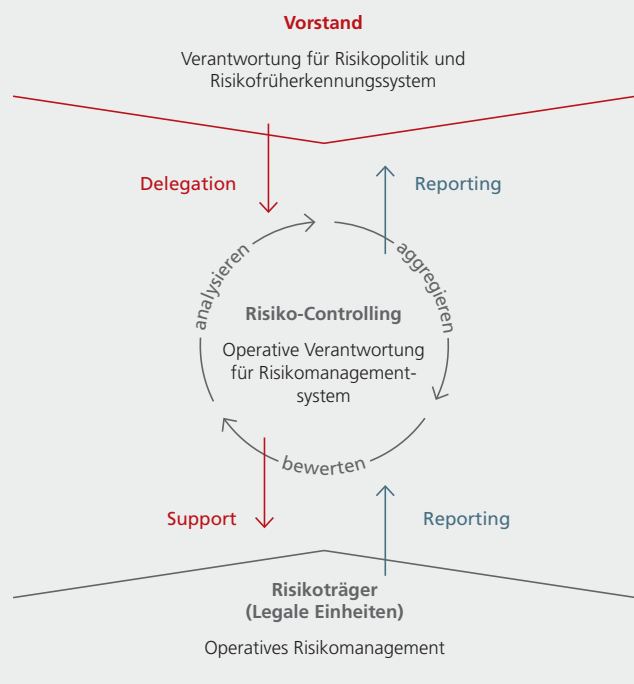 Vorstand
Verantwortung für Risikopolitik und
Risikofrüherkennungssystem
Delegation
Reporting
analysieren
aggregieren
Risiko-Controlling
Operative Verantwortung
für Risikomanagement-
system
bewerten
Support
Reporting
Risikoträger
(Legale Einheiten)
Operatives Risikomanagement